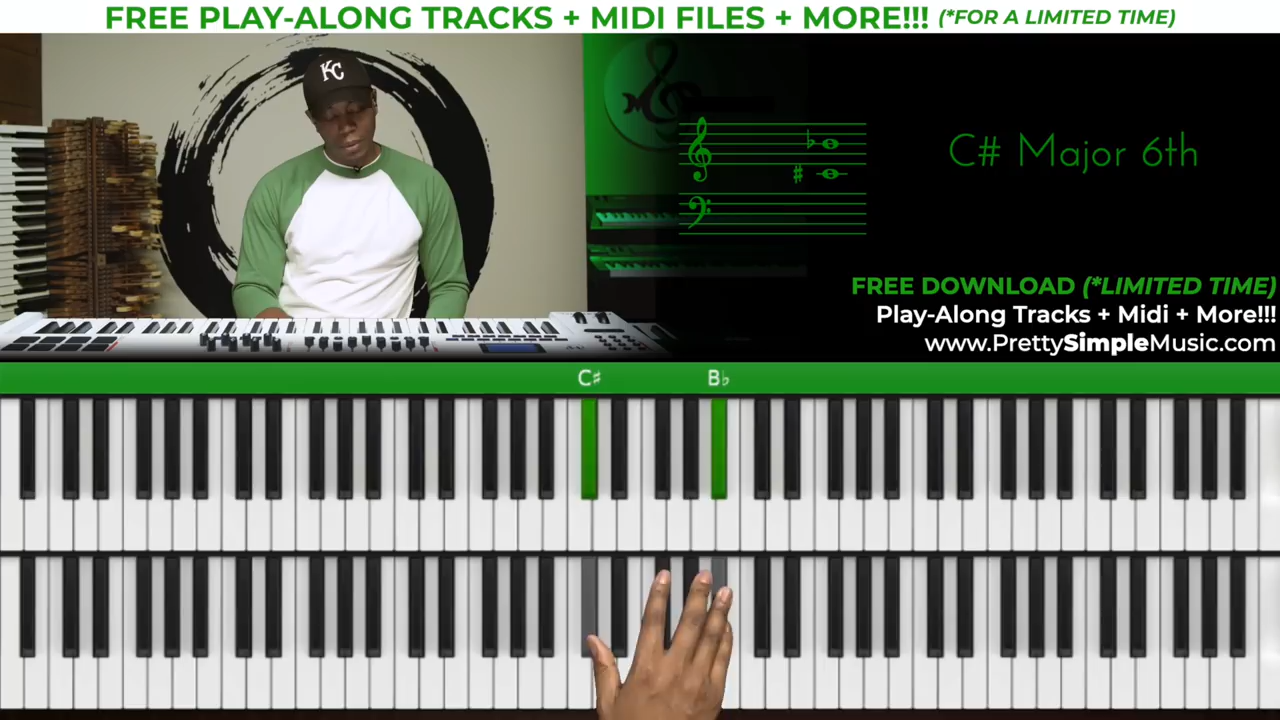 FREE PLAY-ALONG TRACKS + MIDI FILES + MORE!!! (*FOR A LIMITED TIME)
KC
C# Major 6th
FREE DOWNLOAD (*LIMITED TIME)
Play-Along Tracks + Midi + More!!!
www.PrettySimpleMusic.com
C♯ B♭